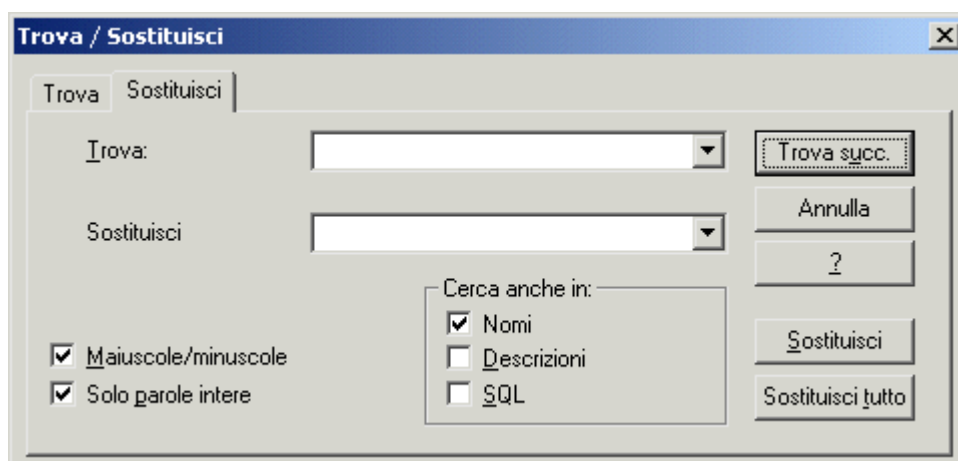 Trova / Sostituisci
Trova Sostituisci
Trova:
Trova succ.
Annulla
Sostituisci
?
Cerca anche in:
Nomi
Maiuscole/minuscole
Descrizioni
Sostituisci
Solo parole intere
SQL
Sostituisci tutto